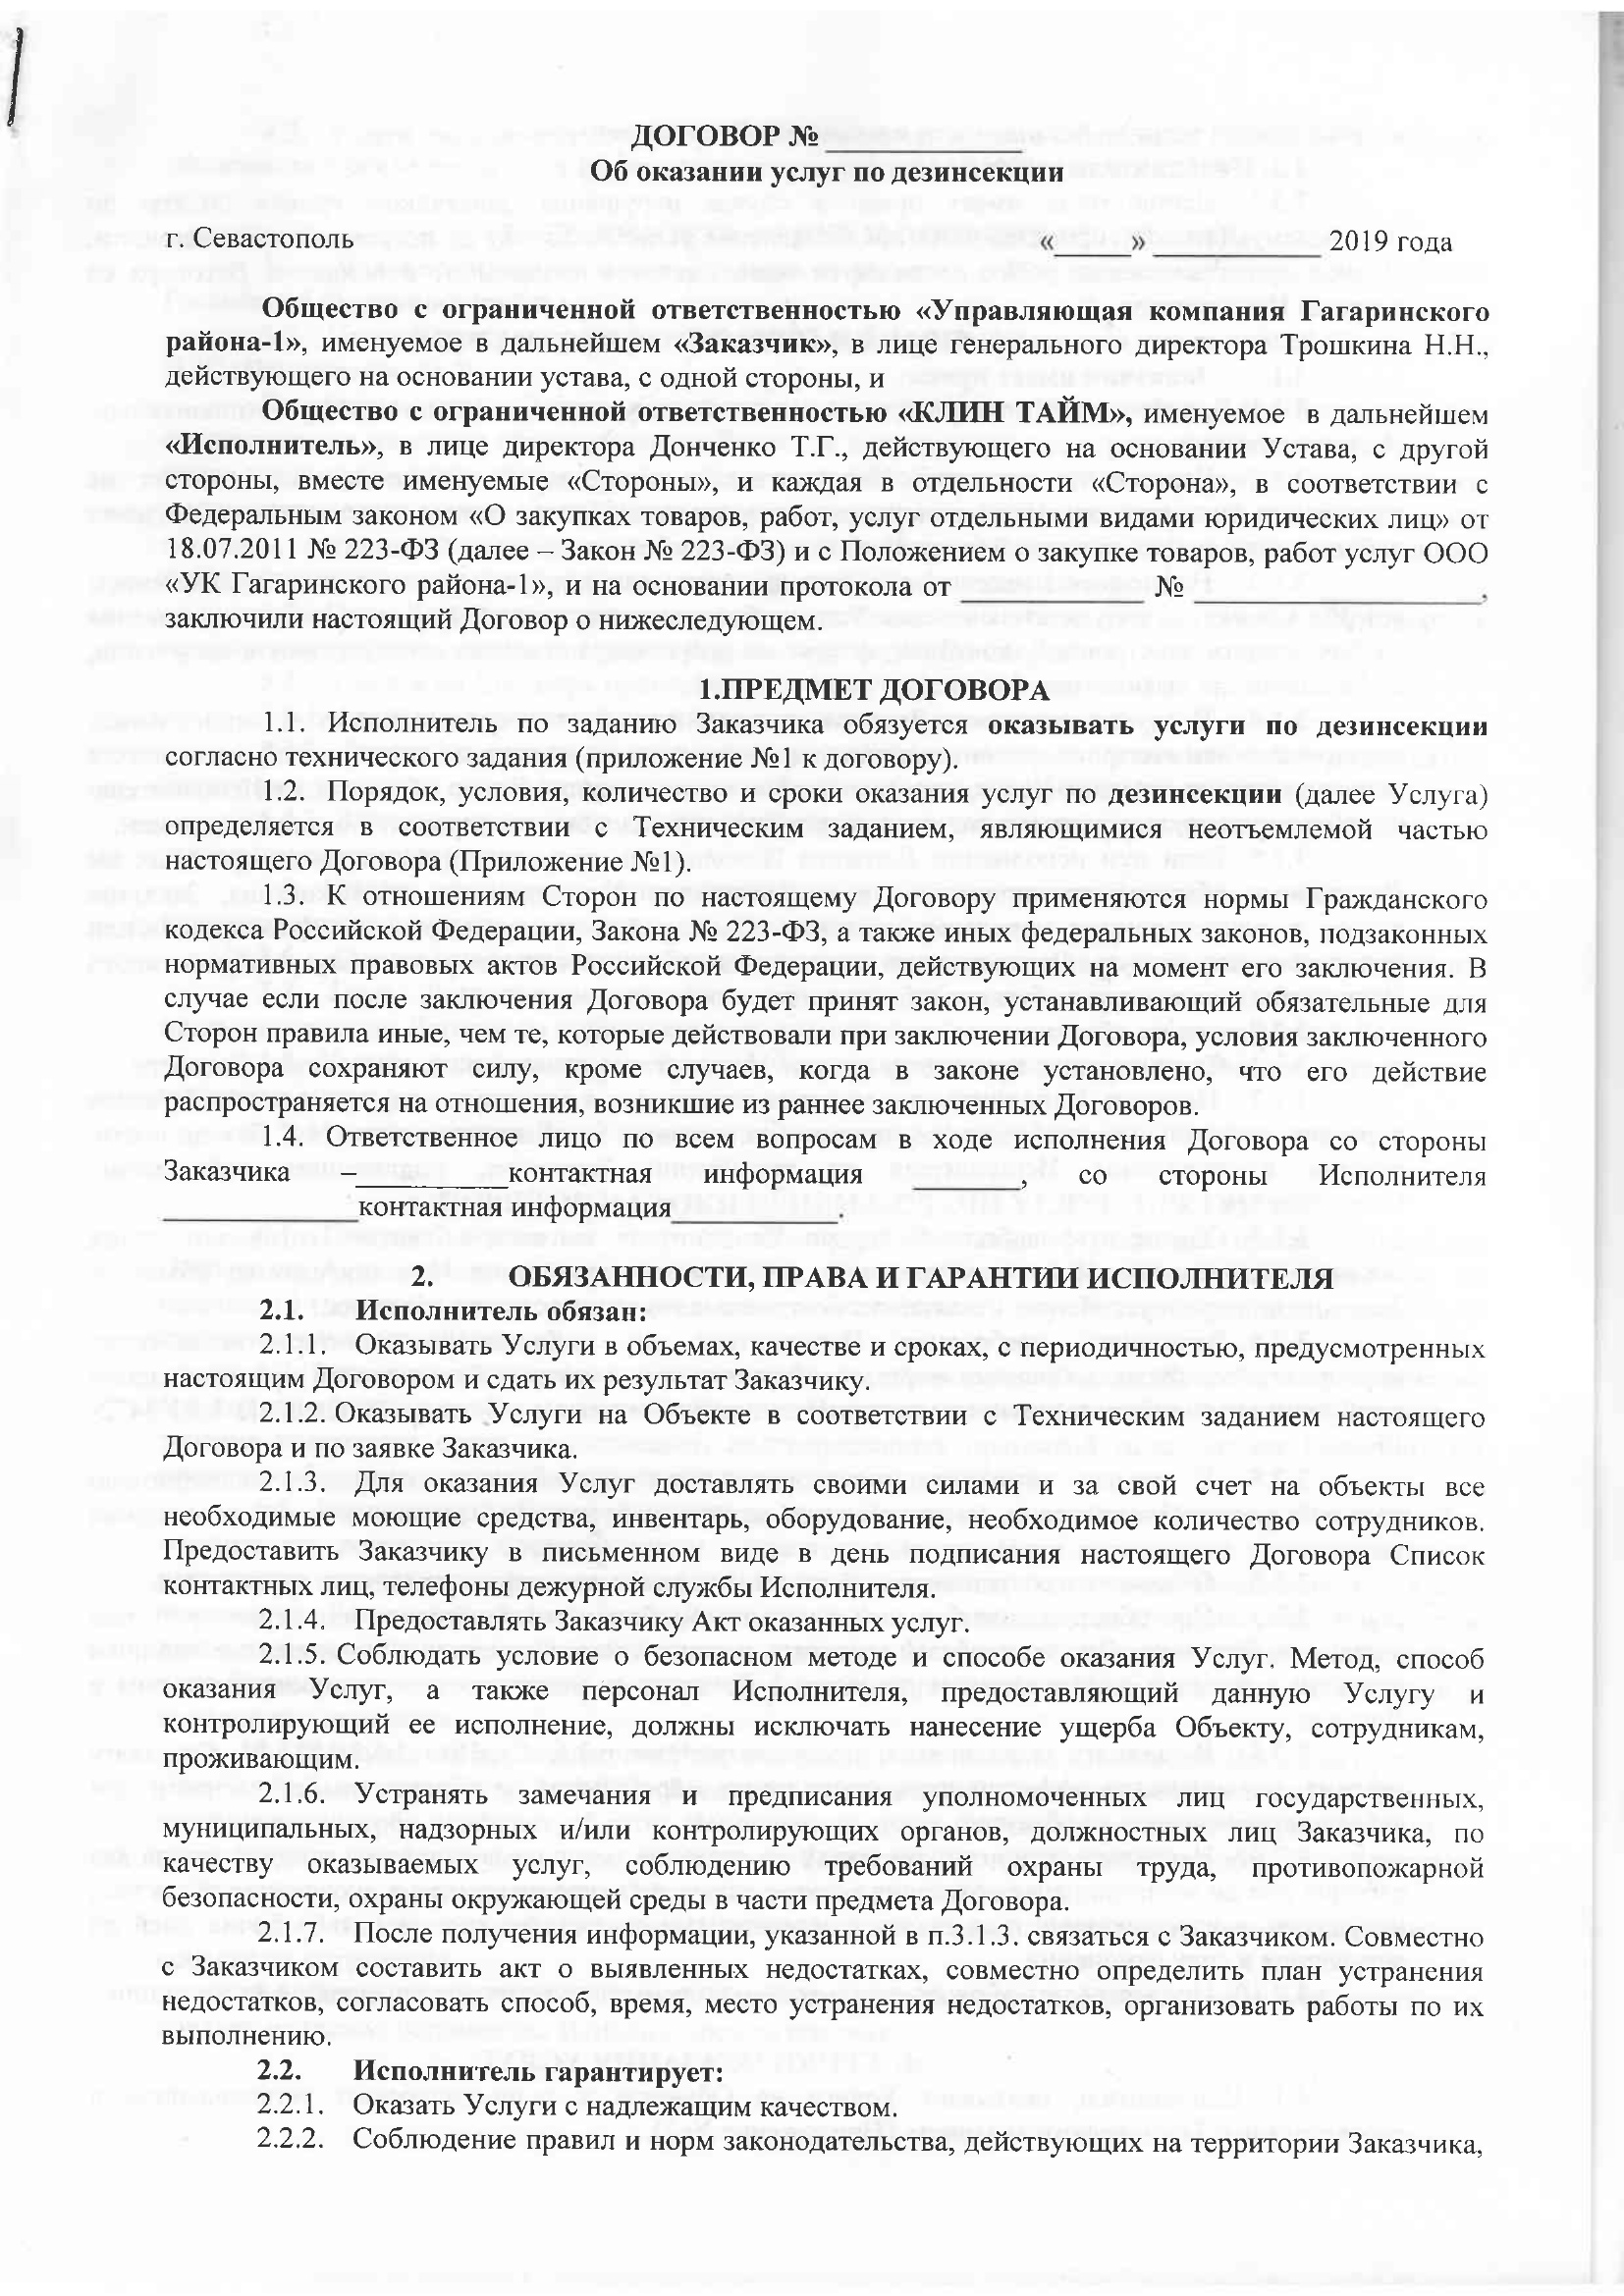 ДОГОВОР № _____________
Об оказании услуг по дезинсекции
г. Севастополь «_____» ___________ 2019 года
Общество с ограниченной ответственностью «Управляющая компания Гагаринского
района-1», именуемое в дальнейшем «Заказчик», в лице генерального директора Трошкина Н.Н.,
действующего на основании устава, с одной стороны, и
Общество с ограниченной ответственностью «КЛИН ТАЙМ», именуемое в дальнейшем
«Исполнитель», в лице директора Донченко Т.Г., действующего на основании Устава, с другой
стороны, вместе именуемые «Стороны», и каждая в отдельности «Сторона», в соответствии с
Федеральным законом «О закупках товаров, работ, услуг отдельными видами юридических лиц» от
18.07.2011 № 223-ФЗ (далее – Закон № 223-ФЗ) и с Положением о закупке товаров, работ услуг ООО
«УК Гагаринского района-1», и на основании протокола от ____________ № ___________________,
заключили настоящий Договор о нижеследующем.
1.ПРЕДМЕТ ДОГОВОРА
1.1. Исполнитель по заданию Заказчика обязуется оказывать услуги по дезинсекции
согласно технического задания (приложение №1 к договору).
1.2. Порядок, условия, количество и сроки оказания услуг по дезинсекции (далее Услуга)
определяется в соответствии с Техническим заданием, являющимися неотъемлемой частью
настоящего Договора (Приложение №1).
1.3. К отношениям Сторон по настоящему Договору применяются нормы Гражданского
кодекса Российской Федерации, Закона № 223-ФЗ, а также иных федеральных законов, подзаконных
нормативных правовых актов Российской Федерации, действующих на момент его заключения. В
случае если после заключения Договора будет принят закон, устанавливающий обязательные для
Сторон правила иные, чем те, которые действовали при заключении Договора, условия заключенного
Договора сохраняют силу, кроме случаев, когда в законе установлено, что его действие
распространяется на отношения, возникшие из раннее заключенных Договоров.
1.4. Ответственное лицо по всем вопросам в ходе исполнения Договора со стороны
Заказчика –__________контактная информация _______, со стороны Исполнителя
_____________контактная информация___________.
2. ОБЯЗАННОСТИ, ПРАВА И ГАРАНТИИ ИСПОЛНИТЕЛЯ
2.1. Исполнитель обязан:
2.1.1. Оказывать Услуги в объемах, качестве и сроках, с периодичностью, предусмотренных
настоящим Договором и сдать их результат Заказчику.
2.1.2. Оказывать Услуги на Объекте в соответствии с Техническим заданием настоящего
Договора и по заявке Заказчика.
2.1.3. Для оказания Услуг доставлять своими силами и за свой счет на объекты все
необходимые моющие средства, инвентарь, оборудование, необходимое количество сотрудников.
Предоставить Заказчику в письменном виде в день подписания настоящего Договора Список
контактных лиц, телефоны дежурной службы Исполнителя.
2.1.4. Предоставлять Заказчику Акт оказанных услуг.
2.1.5. Соблюдать условие о безопасном методе и способе оказания Услуг. Метод, способ
оказания Услуг, а также персонал Исполнителя, предоставляющий данную Услугу и
контролирующий ее исполнение, должны исключать нанесение ущерба Объекту, сотрудникам,
проживающим.
2.1.6. Устранять замечания и предписания уполномоченных лиц государственных,
муниципальных, надзорных и/или контролирующих органов, должностных лиц Заказчика, по
качеству оказываемых услуг, соблюдению требований охраны труда, противопожарной
безопасности, охраны окружающей среды в части предмета Договора.
2.1.7. После получения информации, указанной в п.3.1.3. связаться с Заказчиком. Совместно
с Заказчиком составить акт о выявленных недостатках, совместно определить план устранения
недостатков, согласовать способ, время, место устранения недостатков, организовать работы по их
выполнению.
2.2. Исполнитель гарантирует:
2.2.1. Оказать Услуги с надлежащим качеством.
2.2.2. Соблюдение правил и норм законодательства, действующих на территории Заказчика,